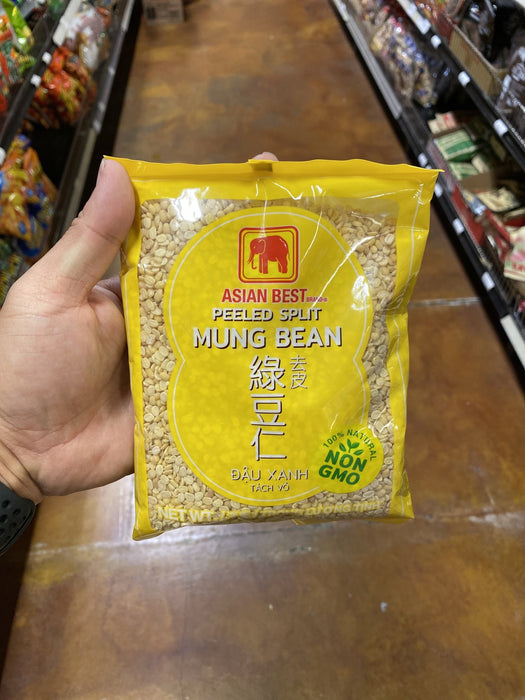 ASIAN BEST BRAND®
PEELED SPLIT
MUNG BEAN
去皮
綠豆仁
ĐẬU XANH
TÁCH VỎ
100% NATURAL
NON
GMO
NET WT.